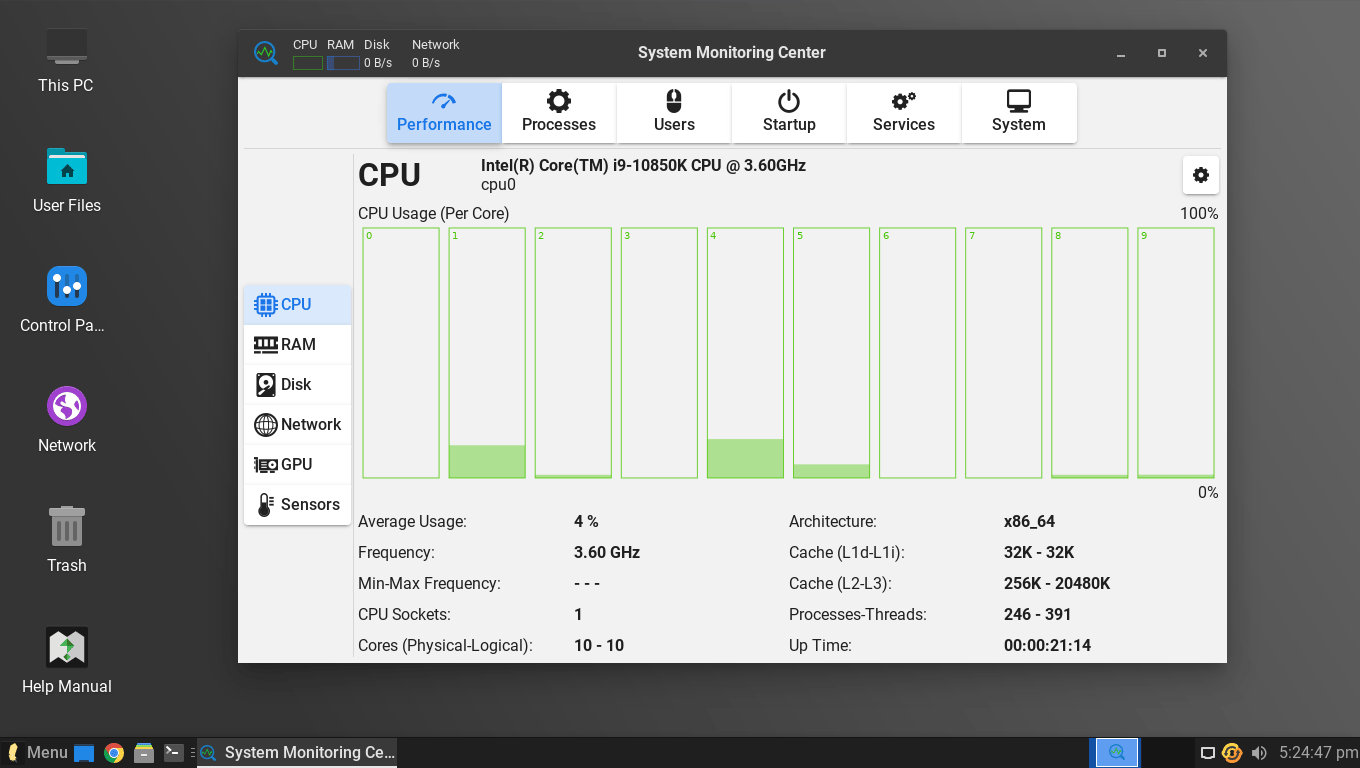 This PC
User Files
Control Pa...
Network
Trash
Help Manual
CPU RAM Disk Network
0 B/s 0 B/s
System Monitoring Center
Performance
Processes
Users
Startup
Services
System
CPU
RAM
Disk
Network
GPU
Sensors
CPU
Intel(R) Core(TM) i9-10850K CPU @ 3.60GHz
cpu0
CPU Usage (Per Core)
100%
0 1 2 3 4 5 6 7 8 9
0%
Average Usage: 4 %
Frequency: 3.60 GHz
Min-Max Frequency: - - -
CPU Sockets: 1
Cores (Physical-Logical): 10 - 10
Architecture: x86_64
Cache (L1d-L1i): 32K - 32K
Cache (L2-L3): 256K - 20480K
Processes-Threads: 246 - 391
Up Time: 00:00:21:14
Menu
System Monitoring Ce...
5:24:47 pm